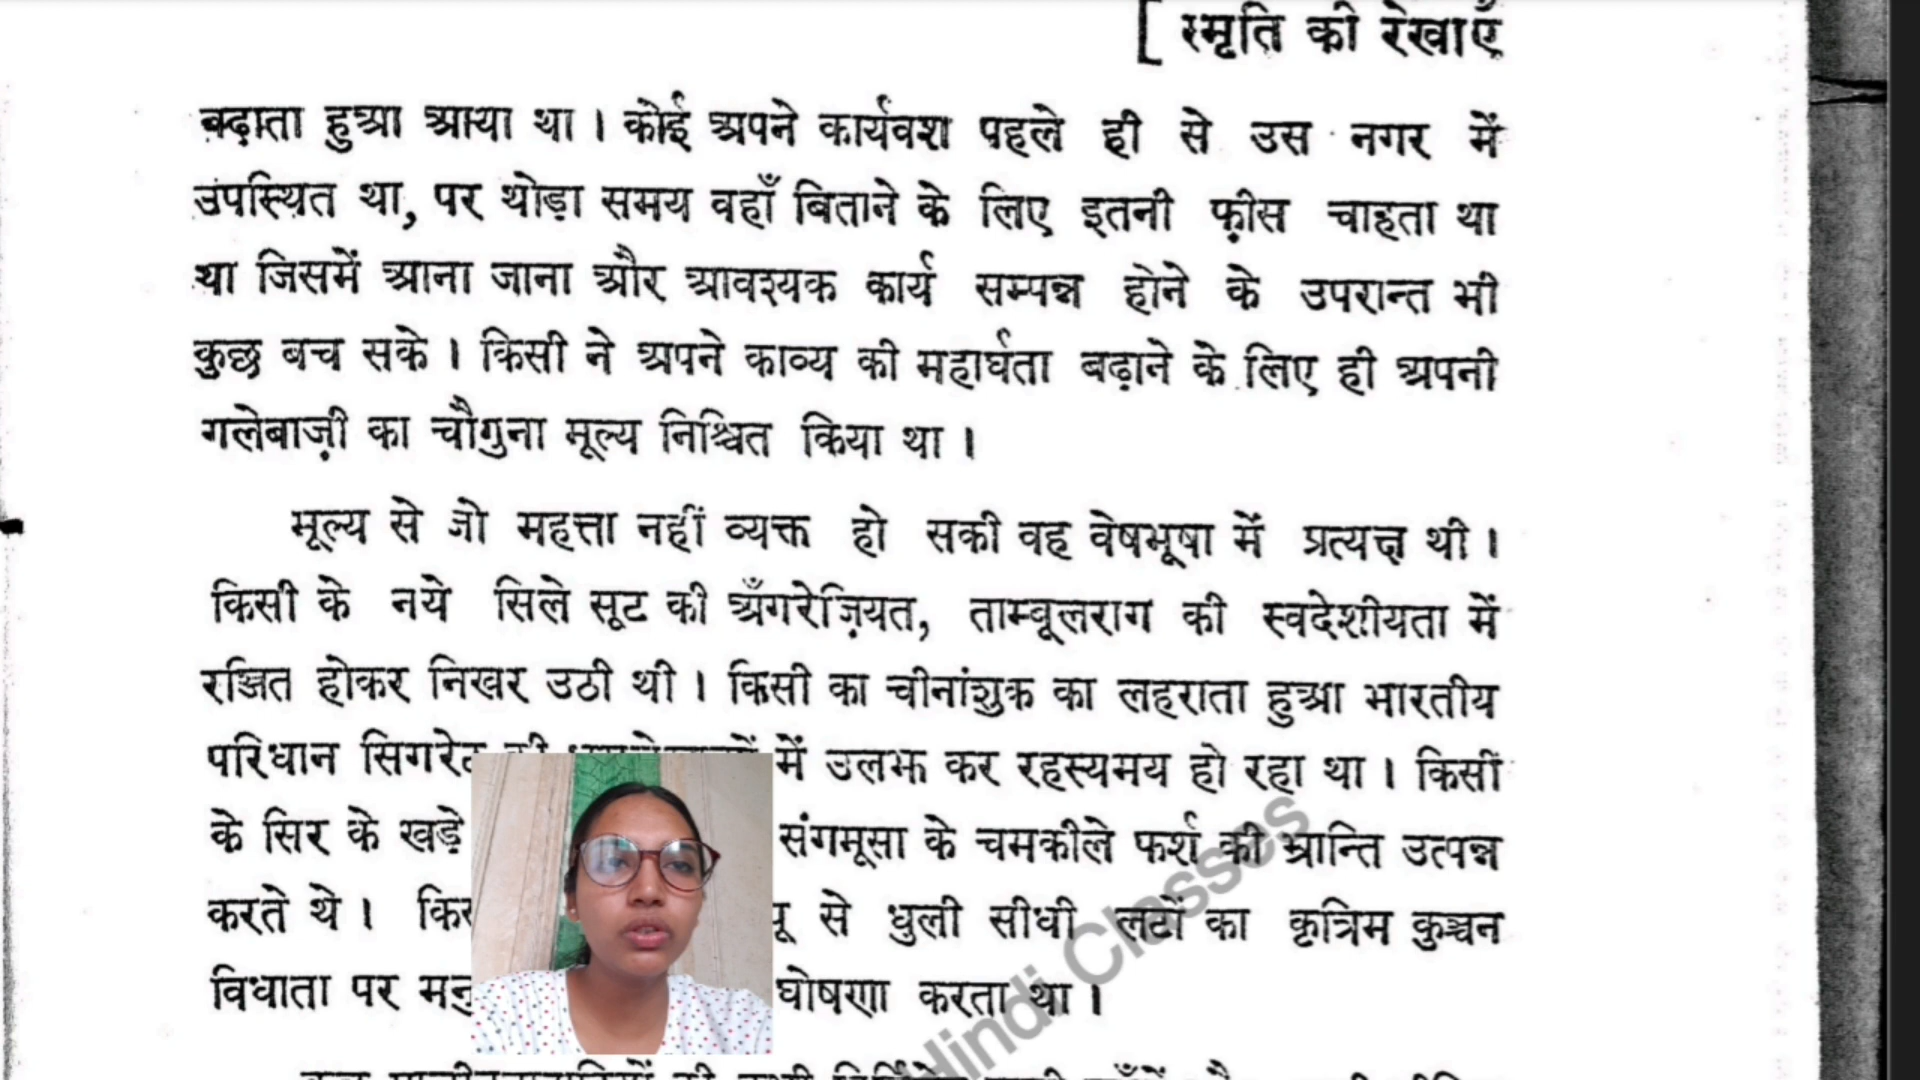 [ स्मृति की रेखाएँ
बढ़ाता हुआ आया था । कोई अपने कार्यवश पहले ही से उस नगर में
उपस्थित था, पर थोड़ा समय वहाँ बिताने के लिए इतनी फ़ीस चाहता था
था जिसमें आना जाना और आवश्यक कार्य सम्पन्न होने के उपरान्त भी
कुछ बच सके । किसी ने अपने काव्य की महार्घता बढ़ाने के लिए ही अपनी
गलेबाज़ी का चौगुना मूल्य निश्चित किया था ।
मूल्य से जो महत्ता नहीं व्यक्त हो सकी वह वेषभूषा में प्रत्यक्ष थी ।
किसी के नये सिले सूट की अँगरेज़ियत, ताम्बूलराग की स्वदेशीयता में
रञ्जित होकर निखर उठी थी । किसी का चीनांशुक का लहराता हुआ भारतीय
परिधान सिगरेट में उलझ कर रहस्यमय हो रहा था । किसी
के सिर के खड़े संगमूसा के चमकीले फर्श की भ्रान्ति उत्पन्न
करते थे । से धुली सीधी लटों का कृत्रिम कुञ्चन
विधाता पर घोषणा करता था ।
Hindi Classes